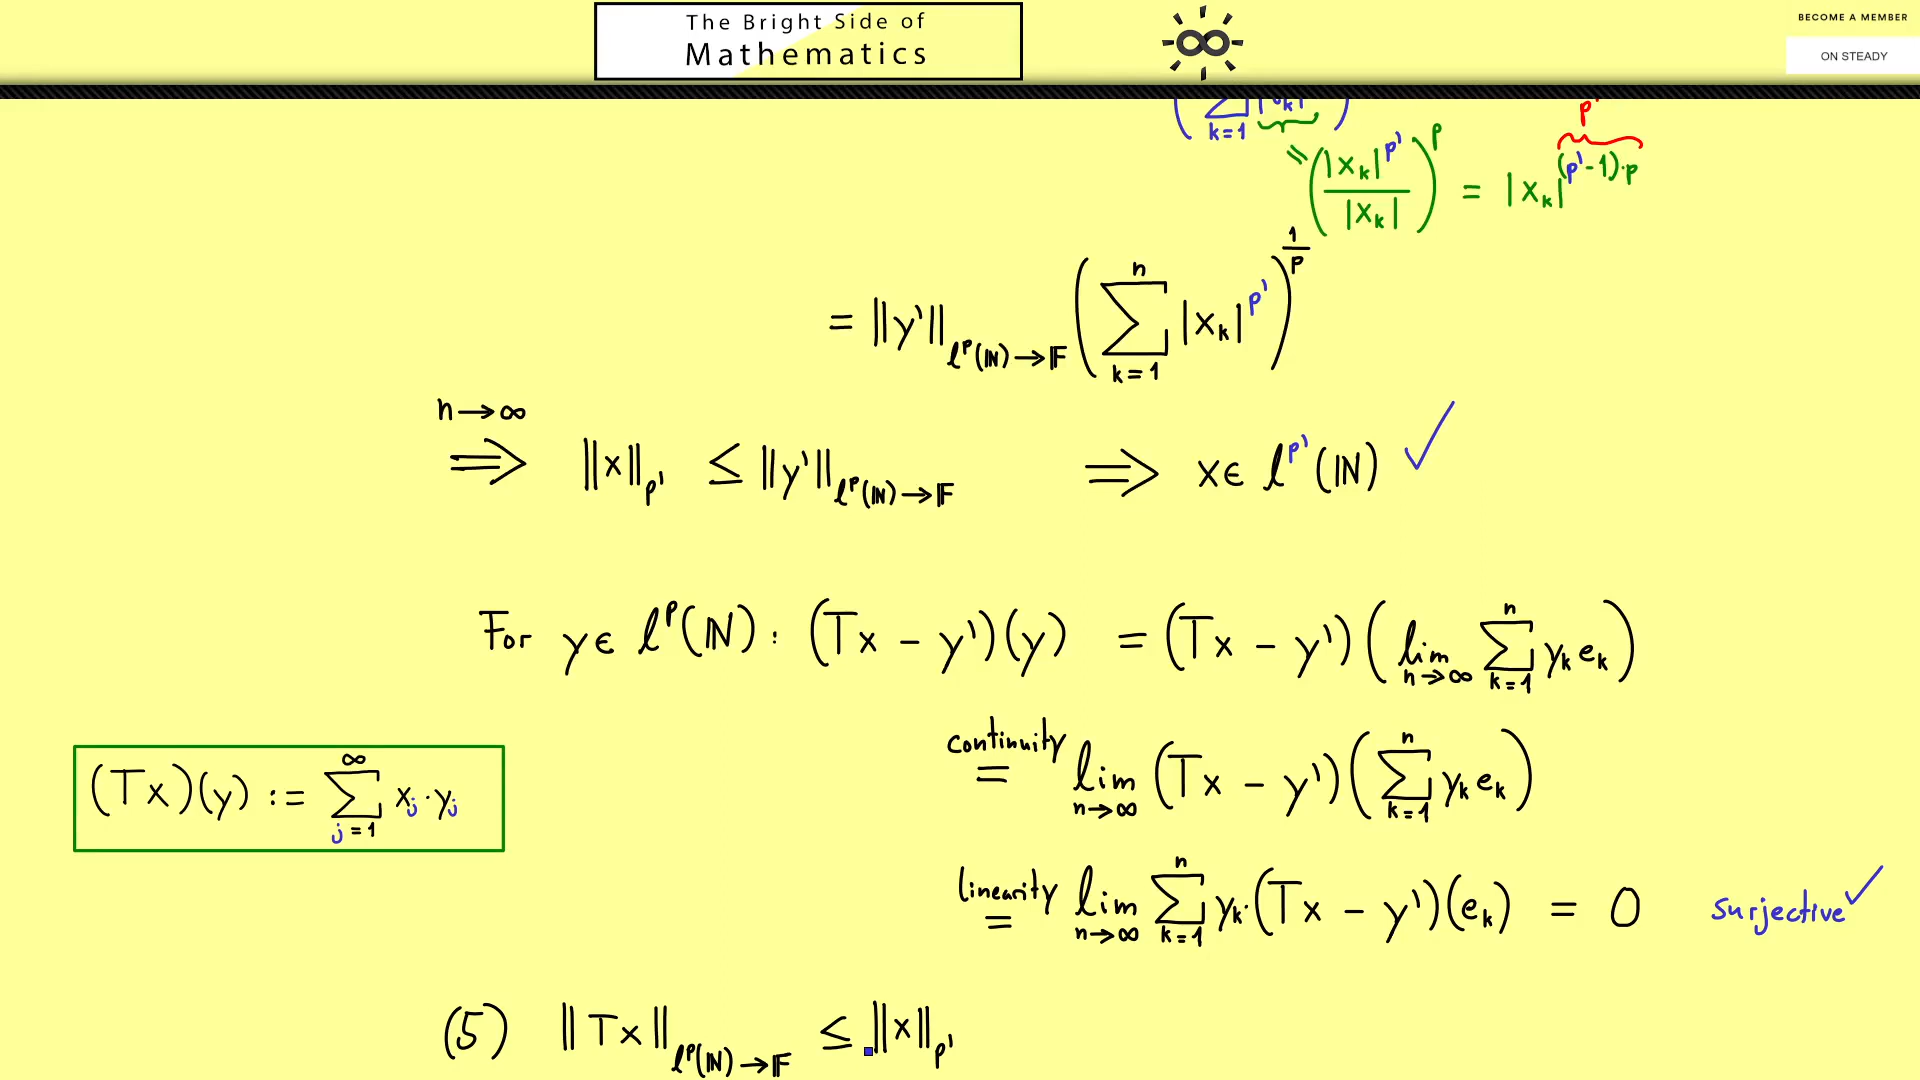 The Bright Side of
Mathematics
BECOME A MEMBER
ON STEADY
k=1
= (|x_k|^{p'} / |x_k|)^p = |x_k|^{(p'-1)·p}
p'
= ||y'||_{l^p(ℕ)→𝔽} (∑_{k=1}^{n} |x_k|^{p'})^{1/p}
n→∞
⟹ ||x||_{p'} ≤ ||y'||_{l^p(ℕ)→𝔽} ⟹ x∈ l^{p'}(ℕ) ✓
For y∈ l^p(ℕ): (Tx − y')(y) = (Tx − y')(lim_{n→∞} ∑_{k=1}^{n} y_k e_k)
continuity = lim_{n→∞} (Tx − y')(∑_{k=1}^{n} y_k e_k)
(Tx)(y) := ∑_{j=1}^{∞} x_j · y_j
linearity = lim_{n→∞} ∑_{k=1}^{n} y_k·(Tx − y')(e_k) = 0 surjective ✓
(5) ||Tx||_{l^p(ℕ)→𝔽} ≤ ||x||_{p'}